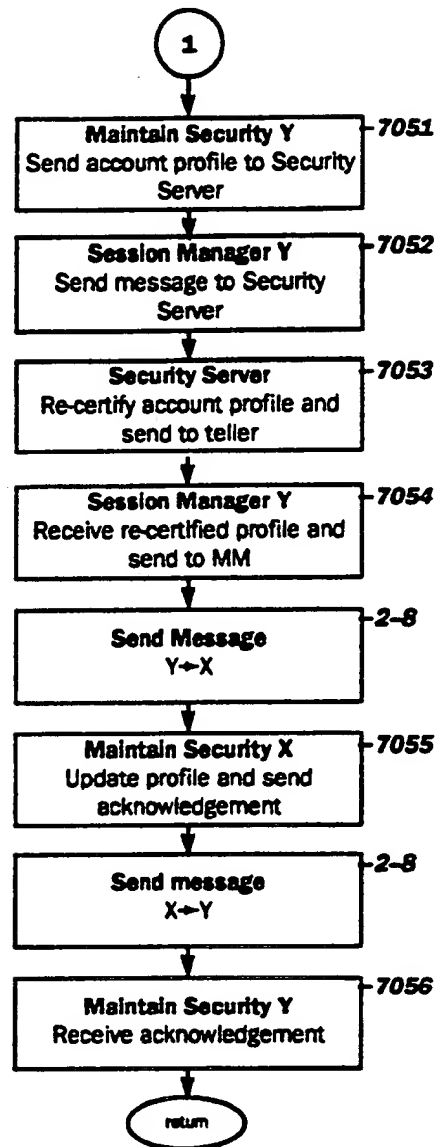 1
Maintain Security Y
7051
Send account profile to Security
Server
Session Manager Y
7052
Send message to Security
Server
Security Server
7053
Re-certify account profile and
send to teller
Session Manager Y
7054
Receive re-certified profile and
send to MM
2-8
Send Message
Y→X
Maintain Security X
7055
Update profile and send
acknowledgement
2-8
Send message
X→Y
Maintain Security Y
7056
Receive acknowledgement
return